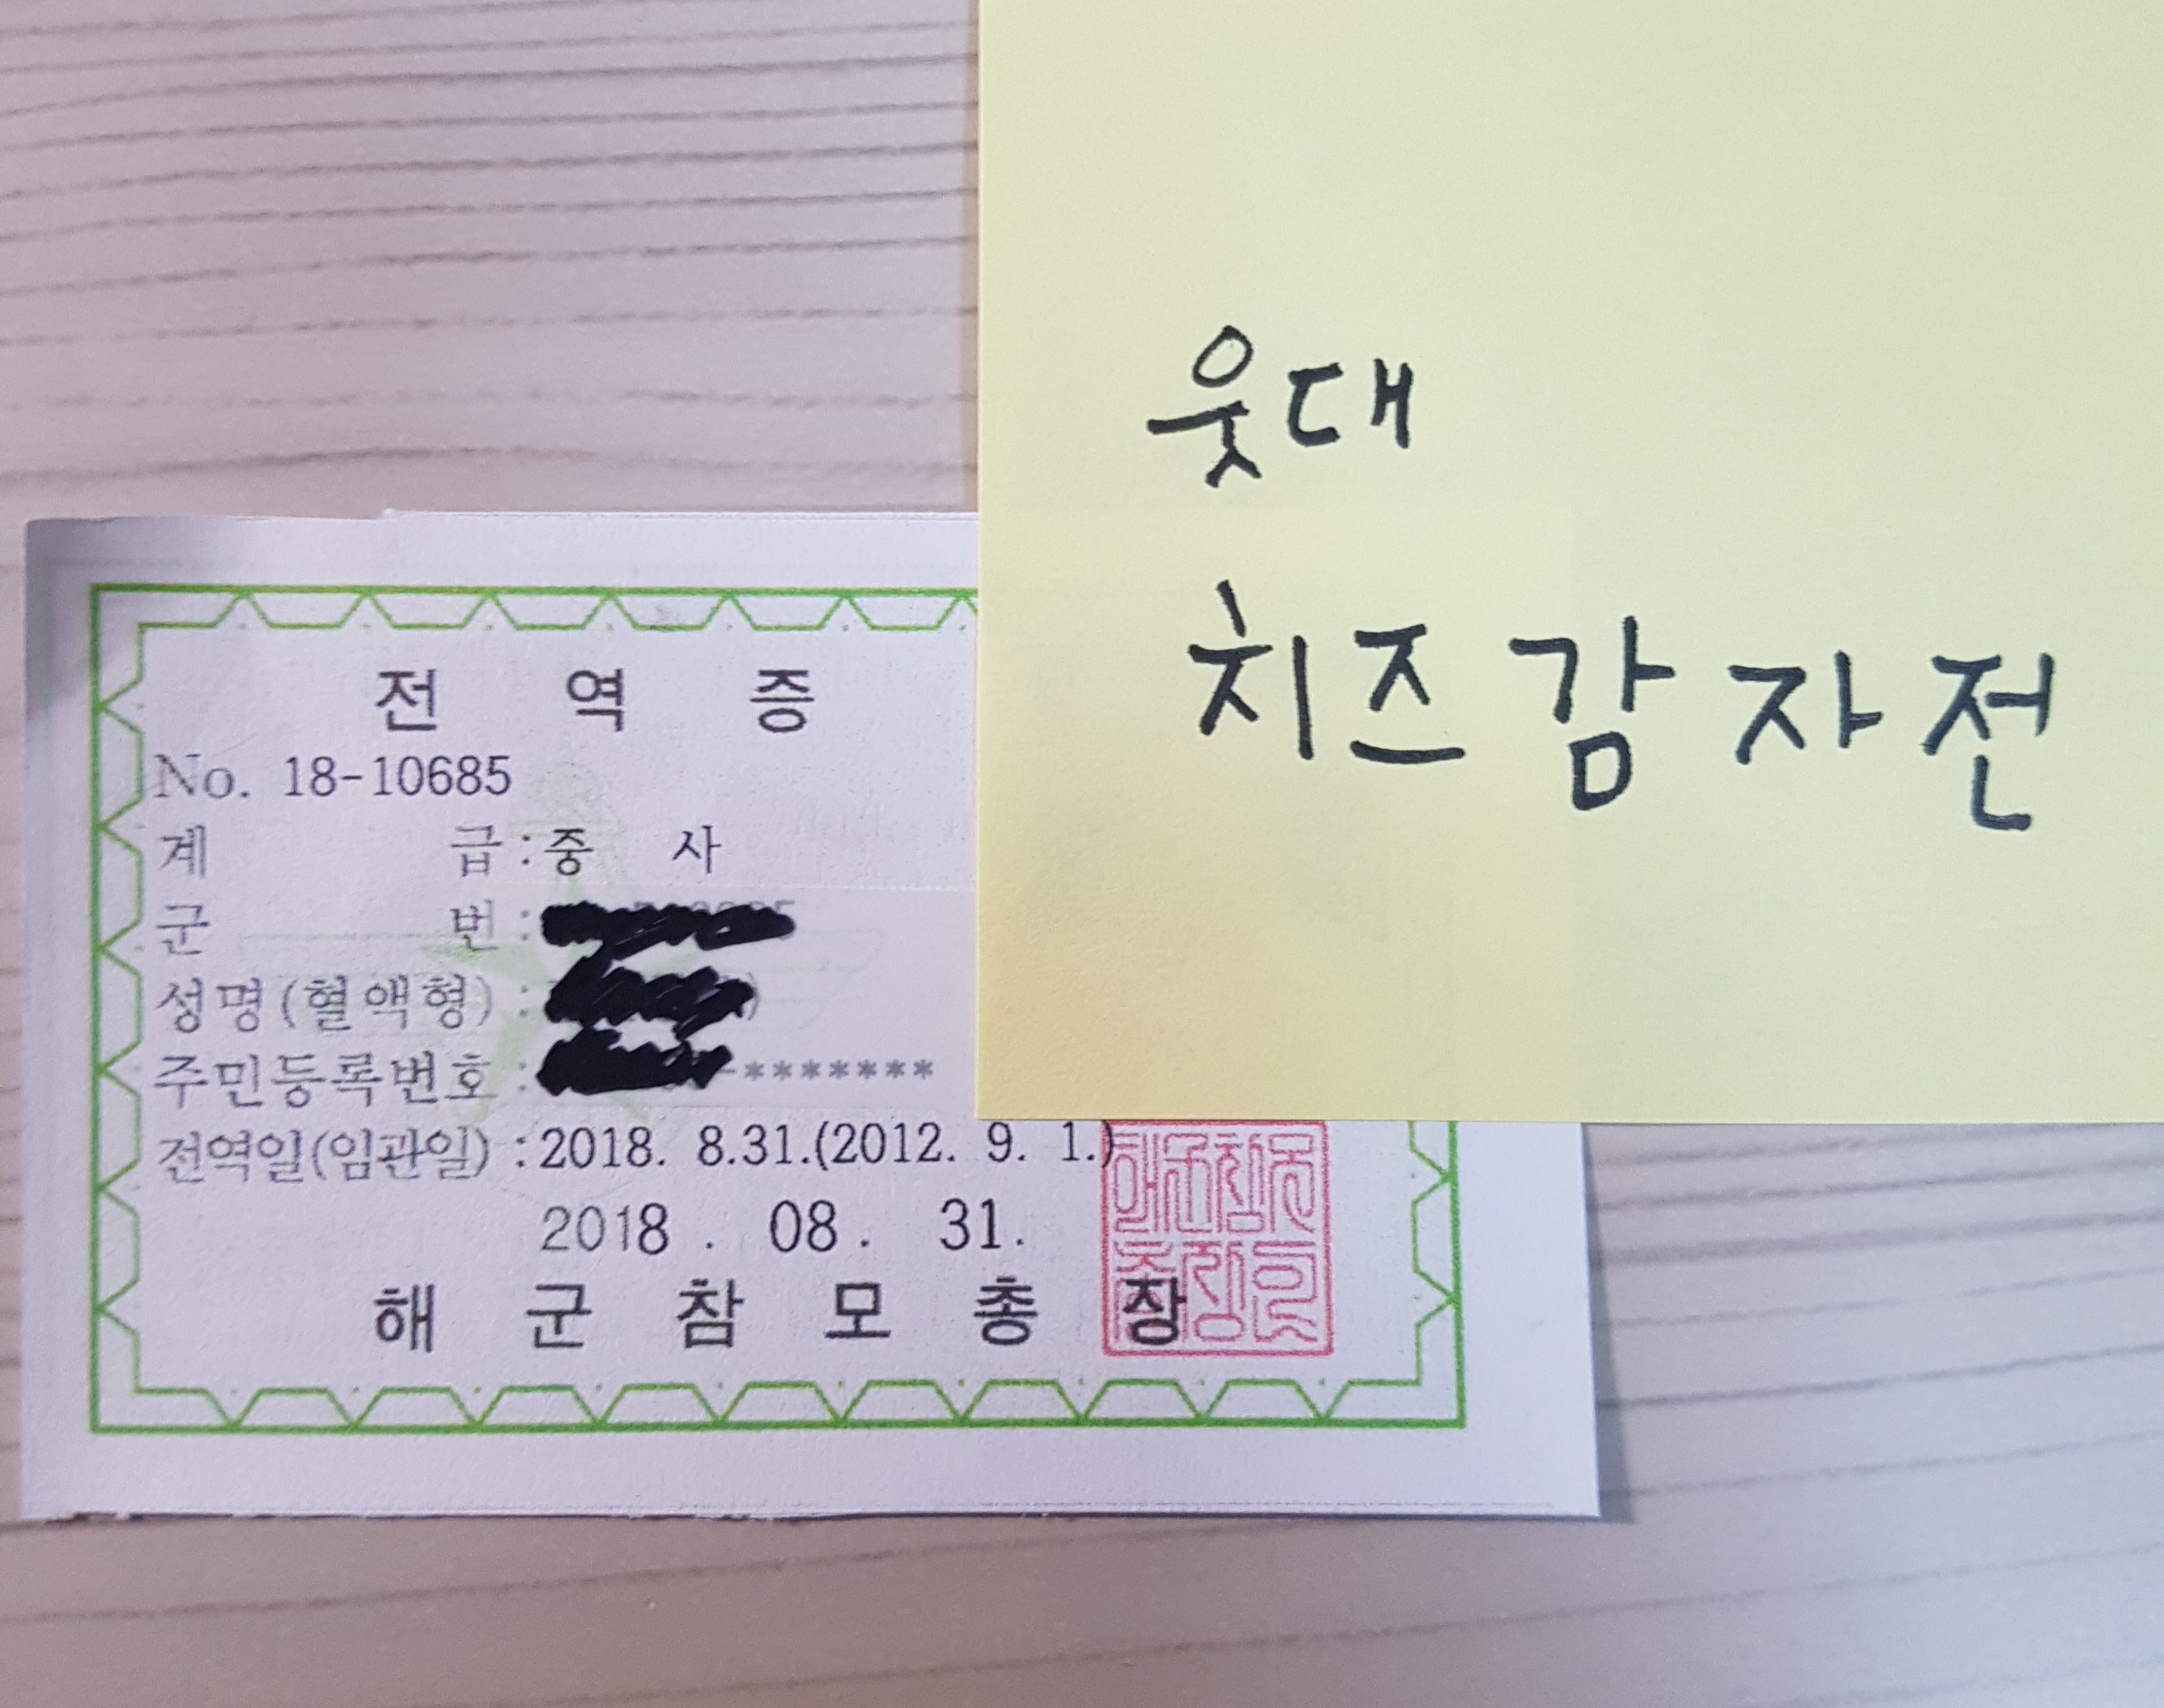 웃대
치즈감자전
전 역 증
No. 18-10685
계 급 : 중 사
군 번 :
성명(혈액형) :
주민등록번호 : -*******
전역일(임관일) : 2018. 8.31.(2012. 9. 1.)
2018 . 08 . 31 .
해 군 참 모 총 장